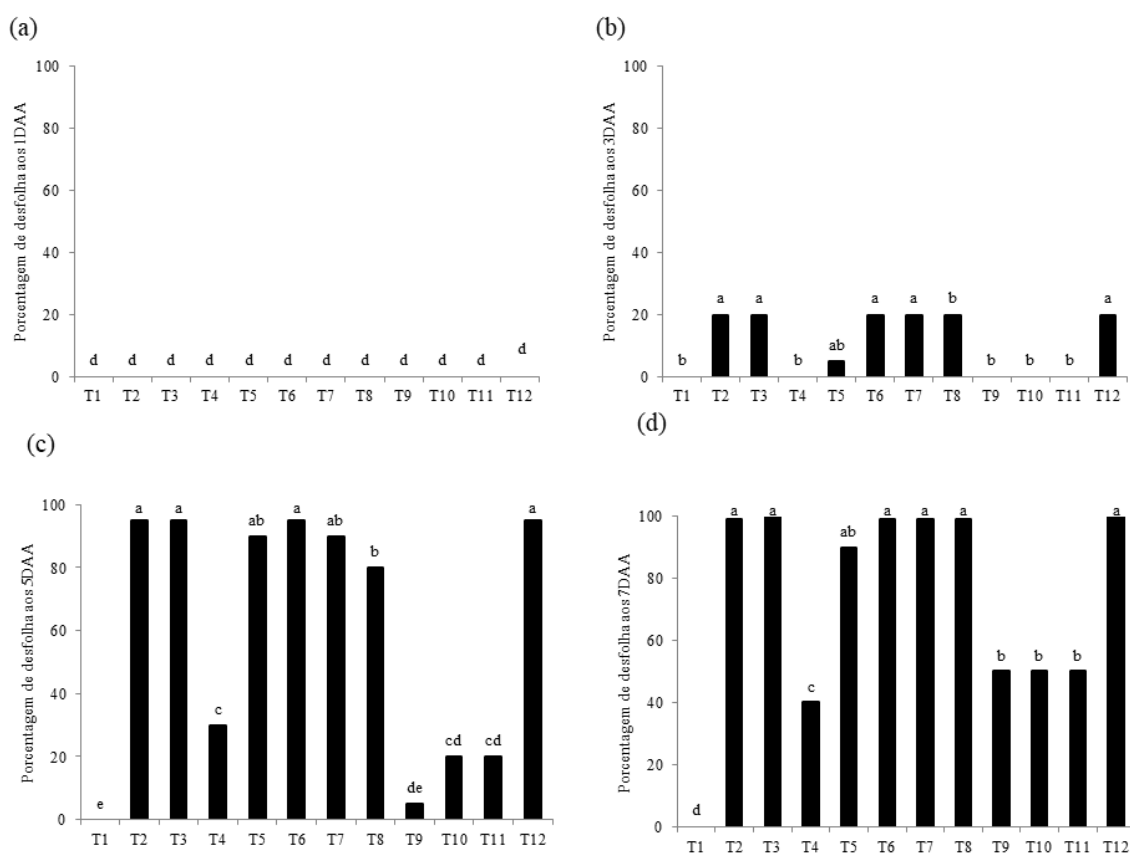 (a)
Porcentagem de desfolha aos 1DAA
100
80
60
40
20
0
d d d d d d d d d d d d
T1 T2 T3 T4 T5 T6 T7 T8 T9 T10 T11 T12
(b)
Porcentagem de desfolha aos 3DAA
100
80
60
40
20
0
b a a b ab a a b b b b a
T1 T2 T3 T4 T5 T6 T7 T8 T9 T10 T11 T12
(c)
Porcentagem de desfolha aos 5DAA
100
80
60
40
20
0
e a a c ab a ab b de cd cd a
T1 T2 T3 T4 T5 T6 T7 T8 T9 T10 T11 T12
(d)
Porcentagem de desfolha aos 7DAA
100
80
60
40
20
0
d a a c ab a a a b b b a
T1 T2 T3 T4 T5 T6 T7 T8 T9 T10 T11 T12